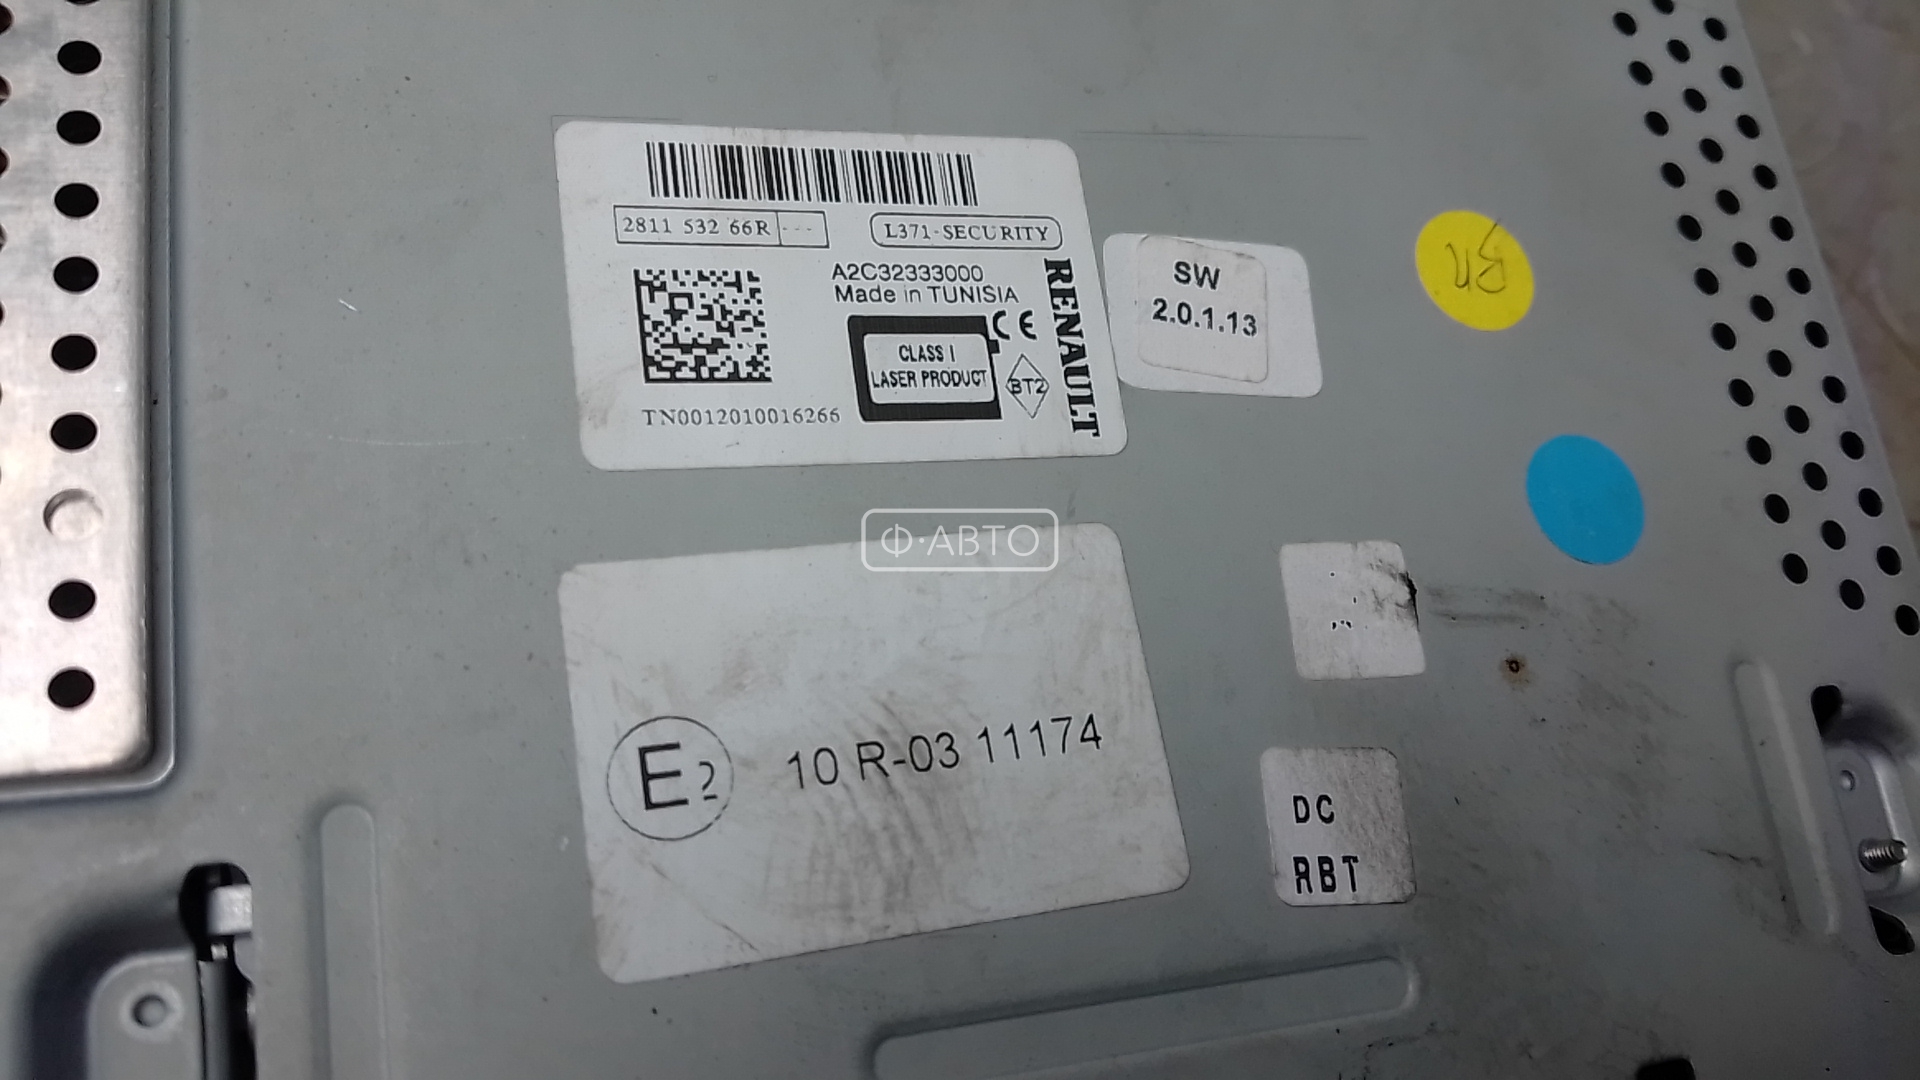 2811 532 66R ---
L371-SECURITY
A2C32333000
Made in TUNISIA
CE
CLASS I
LASER PRODUCT
BT2
RENAULT
TN0012010016266
SW
2.0.1.13
Ф·АВТО
E2
10 R-03 11174
DC
RBT